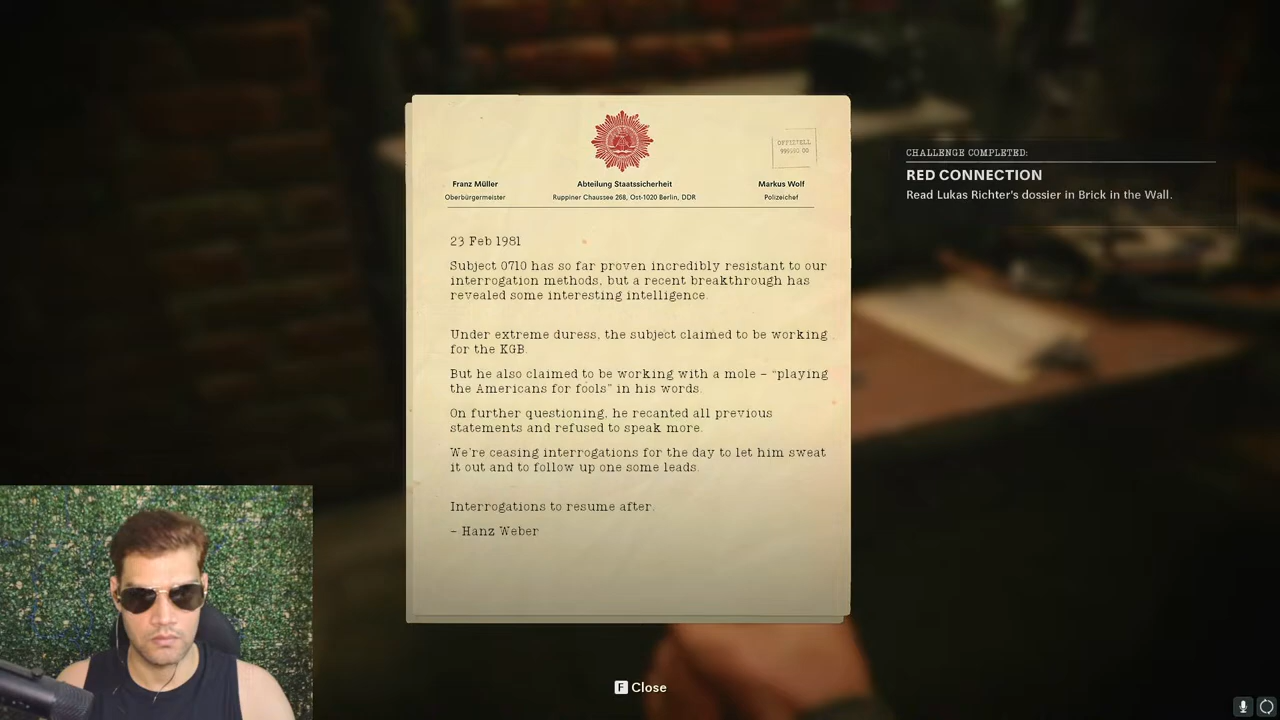 OFFIZIELL
Franz Müller
Abteilung Staatssicherheit
Markus Wolf
Oberbürgermeister
Ruppiner Chaussee 268, Ost-1020 Berlin, DDR
Polizeichef
23 Feb 1981
Subject 0710 has so far proven incredibly resistant to our
interrogation methods, but a recent breakthrough has
revealed some interesting intelligence.
Under extreme duress, the subject claimed to be working
for the KGB.
But he also claimed to be working with a mole – “playing
the Americans for fools” in his words.
On further questioning, he recanted all previous
statements and refused to speak more.
We're ceasing interrogations for the day to let him sweat
it out and to follow up one some leads.
Interrogations to resume after.
– Hanz Weber
CHALLENGE COMPLETED:
RED CONNECTION
Read Lukas Richter's dossier in Brick in the Wall.
F Close